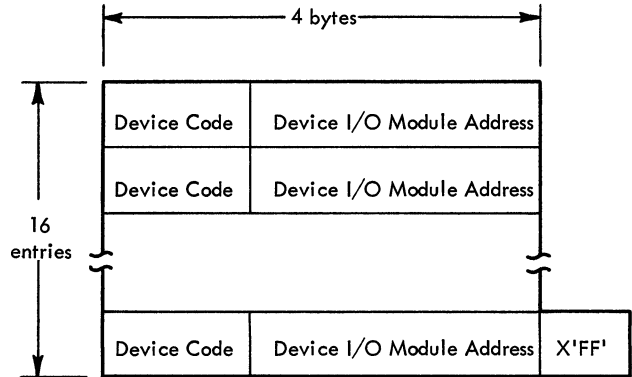 4 bytes
Device Code Device I/O Module Address
Device Code Device I/O Module Address
16
entries
Device Code Device I/O Module Address X'FF'